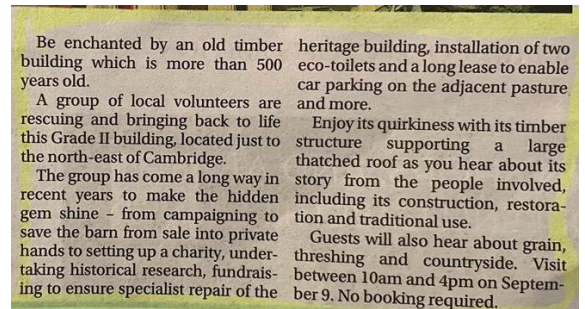 Be enchanted by an old timber
building which is more than 500
years old.
A group of local volunteers are
rescuing and bringing back to life
this Grade II building, located just to
the north-east of Cambridge.
The group has come a long way in
recent years to make the hidden
gem shine – from campaigning to
save the barn from sale into private
hands to setting up a charity, under-
taking historical research, fundrais-
ing to ensure specialist repair of the
heritage building, installation of two
eco-toilets and a long lease to enable
car parking on the adjacent pasture
and more.
Enjoy its quirkiness with its timber
structure supporting a large
thatched roof as you hear about its
story from the people involved,
including its construction, restora-
tion and traditional use.
Guests will also hear about grain,
threshing and countryside. Visit
between 10am and 4pm on Septem-
ber 9. No booking required.